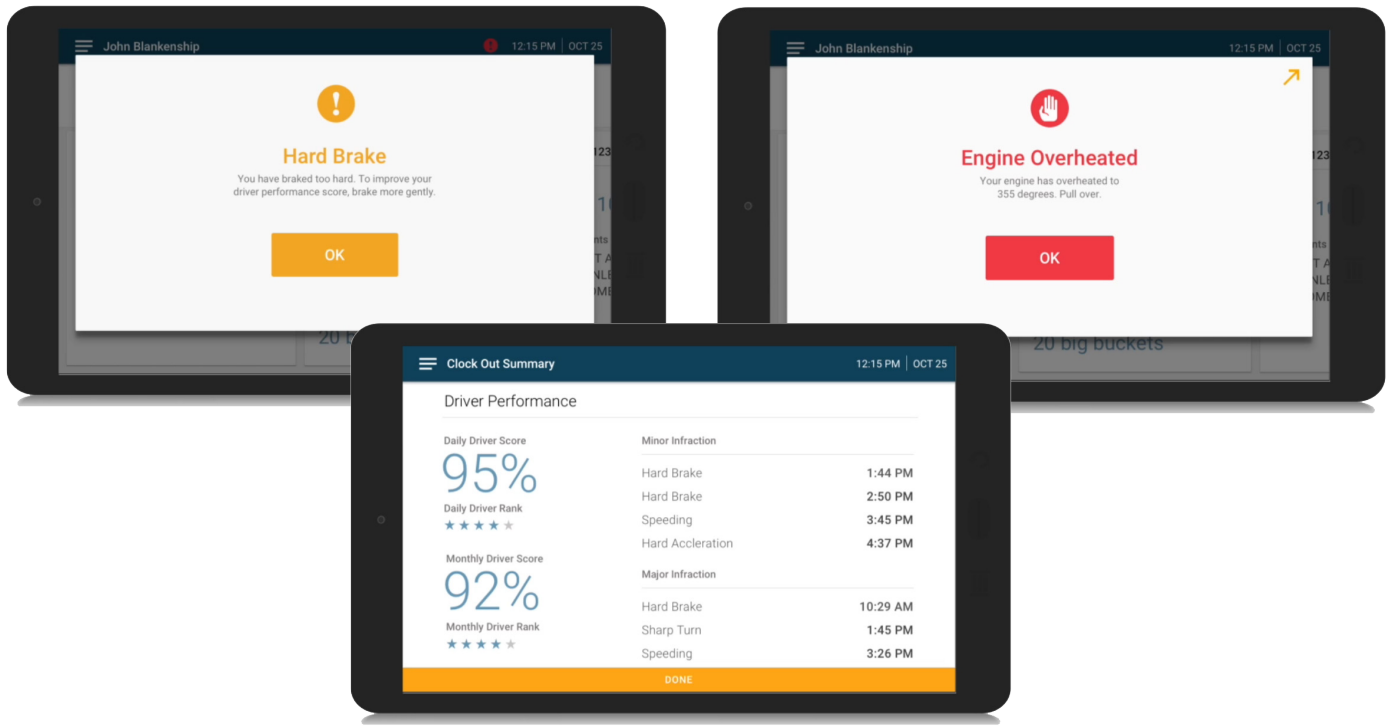 John Blankenship
12:15 PM | OCT 25
123
Hard Brake
You have braked too hard. To improve your
driver performance score, brake more gently.
OK
20
John Blankenship
12:15 PM | OCT 25
123
Engine Overheated
Your engine has overheated to
355 degrees. Pull over.
OK
20 big buckets
Clock Out Summary
12:15 PM | OCT 25
Driver Performance
Daily Driver Score
95%
Daily Driver Rank
Monthly Driver Score
92%
Monthly Driver Rank
Minor Infraction
Hard Brake 1:44 PM
Hard Brake 2:50 PM
Speeding 3:45 PM
Hard Accleration 4:37 PM
Major Infraction
Hard Brake 10:29 AM
Sharp Turn 1:45 PM
Speeding 3:26 PM
DONE